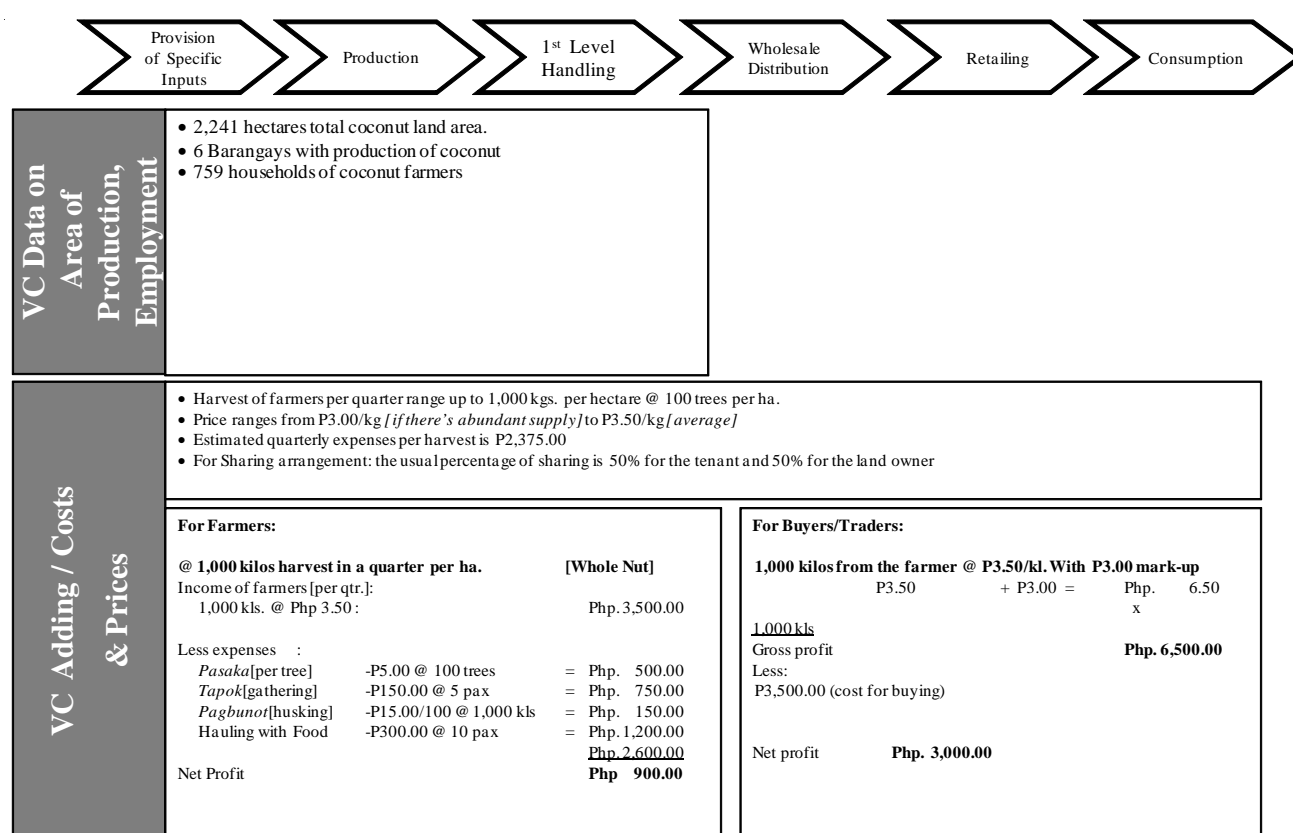 Provision
of Specific
Inputs
Production
1st Level
Handling
Wholesale
Distribution
Retailing
Consumption
VC Data on
Area of
Production,
Employment
• 2,241 hectares total coconut land area.
• 6 Barangays with production of coconut
• 759 households of coconut farmers
VC Adding / Costs
& Prices
• Harvest of farmers per quarter range up to 1,000 kgs. per hectare @ 100 trees per ha.
• Price ranges from P3.00/kg [if there's abundant supply] to P3.50/kg [average]
• Estimated quarterly expenses per harvest is P2,375.00
• For Sharing arrangement: the usual percentage of sharing is 50% for the tenant and 50% for the land owner
For Farmers:
@ 1,000 kilos harvest in a quarter per ha. [Whole Nut]
Income of farmers [per qtr.]:
1,000 kls. @ Php 3.50 : Php. 3,500.00
Less expenses :
Pasaka[per tree] -P5.00 @ 100 trees = Php. 500.00
Tapok[gathering] -P150.00 @ 5 pax = Php. 750.00
Pagbunot[husking] -P15.00/100 @ 1,000 kls = Php. 150.00
Hauling with Food -P300.00 @ 10 pax = Php. 1,200.00
Php. 2,600.00
Net Profit Php 900.00
For Buyers/Traders:
1,000 kilos from the farmer @ P3.50/kl. With P3.00 mark-up
P3.50 + P3.00 = Php. 6.50
x
1,000 kls
Gross profit Php. 6,500.00
Less:
P3,500.00 (cost for buying)
Net profit Php. 3,000.00